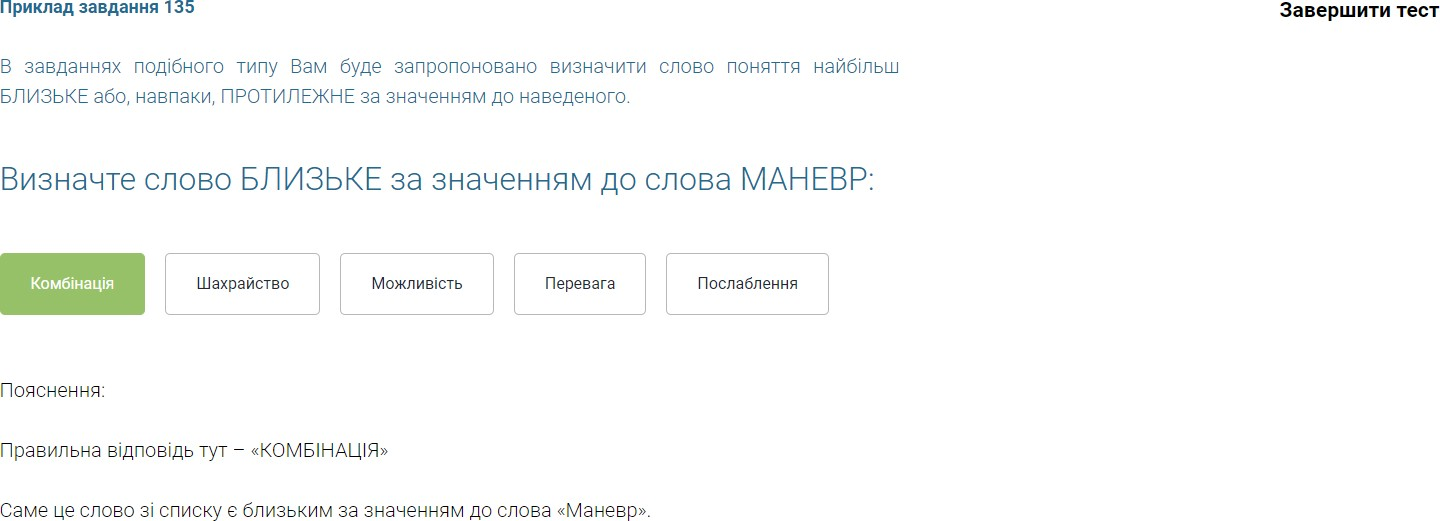 Приклад завдання 135
Завершити тест
В завданнях подібного типу Вам буде запропоновано визначити слово поняття найбільш
БЛИЗЬКЕ або, навпаки, ПРОТИЛЕЖНЕ за значенням до наведеного.
Визначте слово БЛИЗЬКЕ за значенням до слова МАНЕВР:
Комбінація Шахрайство Можливість Перевага Послаблення
Пояснення:
Правильна відповідь тут – «КОМБІНАЦІЯ»
Саме це слово зі списку є близьким за значенням до слова «Маневр».